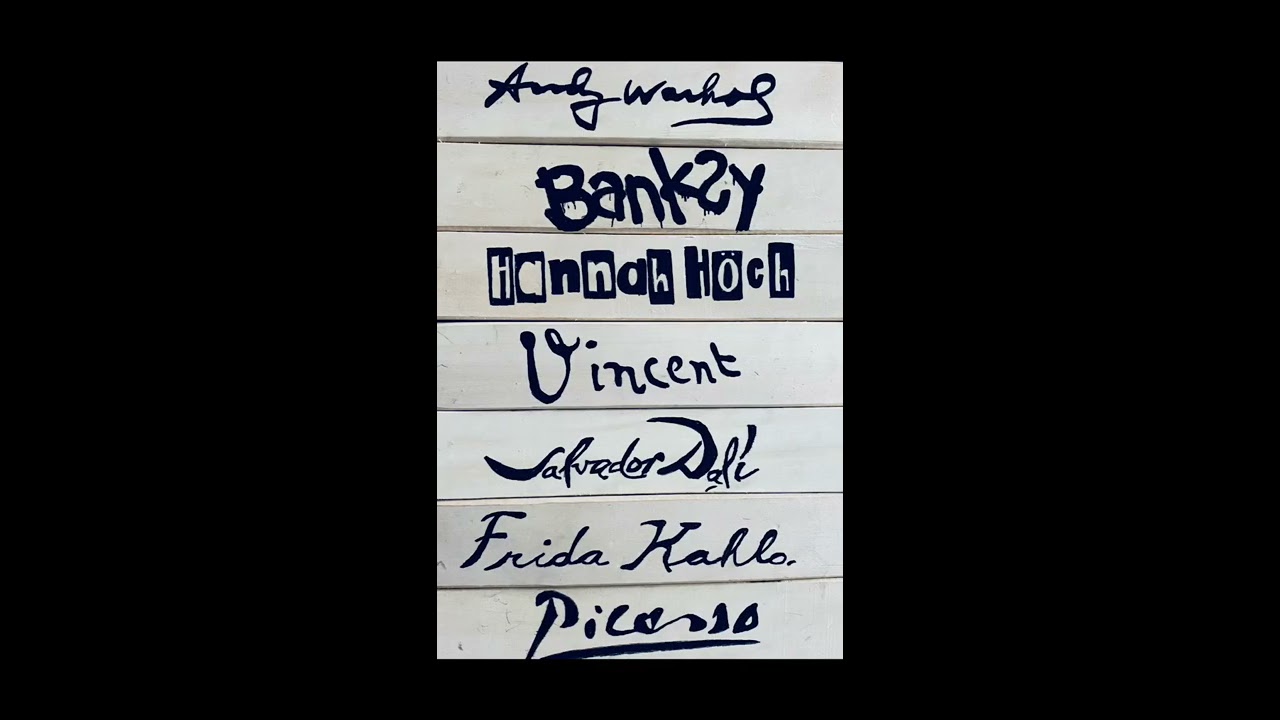 Andy Warhol
Banksy
Hannah Höch
Vincent
Salvador Dalí
Frida Kahlo.
Picasso